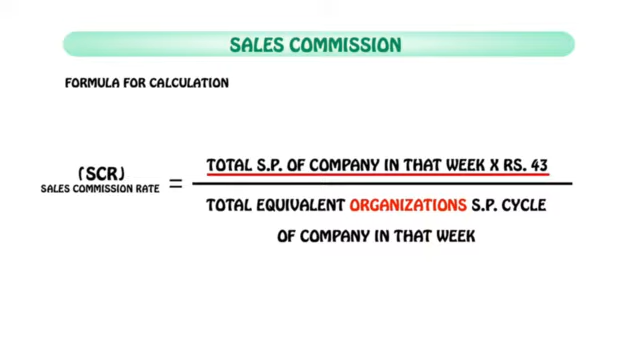 SALES COMMISSION
FORMULA FOR CALCULATION
(SCR)
SALES COMMISSION RATE
=
TOTAL S.P. OF COMPANY IN THAT WEEK X RS. 43
TOTAL EQUIVALENT ORGANIZATIONS S.P. CYCLE
OF COMPANY IN THAT WEEK